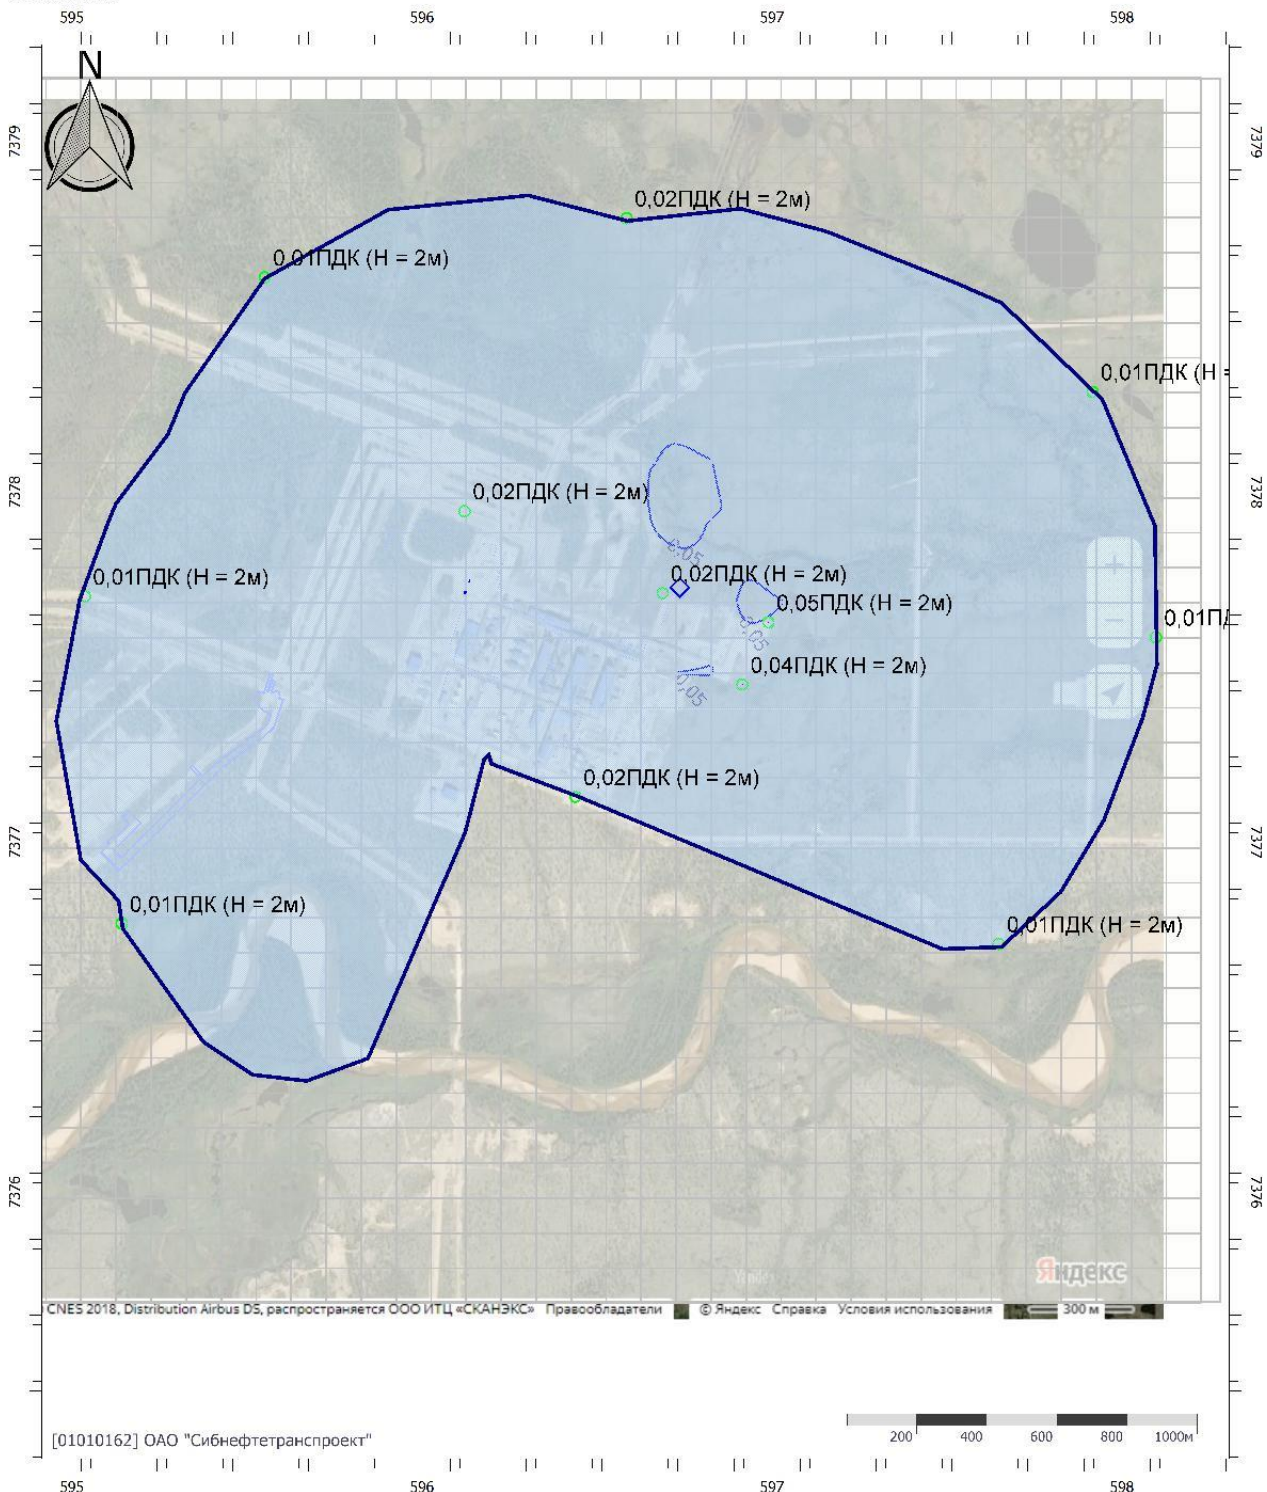 595 596 597 598
N
7379 7379
0,02ПДК (Н = 2м)
0,01ПДК (Н = 2м)
0,01ПДК (Н =
7378 7378
0,02ПДК (Н = 2м)
0,05
0,02ПДК (Н = 2м)
0,01ПДК (Н = 2м)
0,05ПДК (Н = 2м)
0,05
0,01П
0,04ПДК (Н = 2м)
0,05
0,02ПДК (Н = 2м)
7377 7377
0,01ПДК (Н = 2м)
0,01ПДК (Н = 2м)
7376 7376
Яндекс
CNES 2018, Distribution Airbus DS, распространяется ООО ИТЦ «СКАНЭКС» Правообладатели © Яндекс Справка Условия использования 300 м
[01010162] ОАО "Сибнефтетранспроект"
200 400 600 800 1000м
595 596 597 598